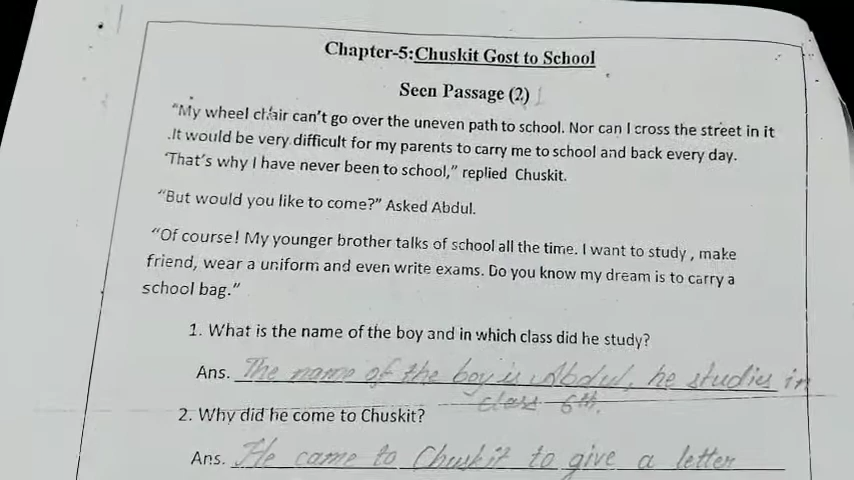 Chapter-5:Chuskit Gost to School
Seen Passage (2)
"My wheel chair can't go over the uneven path to school. Nor can I cross the street in it
.It would be very difficult for my parents to carry me to school and back every day.
'That's why I have never been to school," replied Chuskit.
"But would you like to come?" Asked Abdul.
"Of course! My younger brother talks of school all the time. I want to study , make
friend, wear a uniform and even write exams. Do you know my dream is to carry a
school bag."
1. What is the name of the boy and in which class did he study?
Ans. The name of the boy is Abdul, he studies in
class 6th.
2. Why did he come to Chuskit?
Ans. He came to Chuskit to give a letter